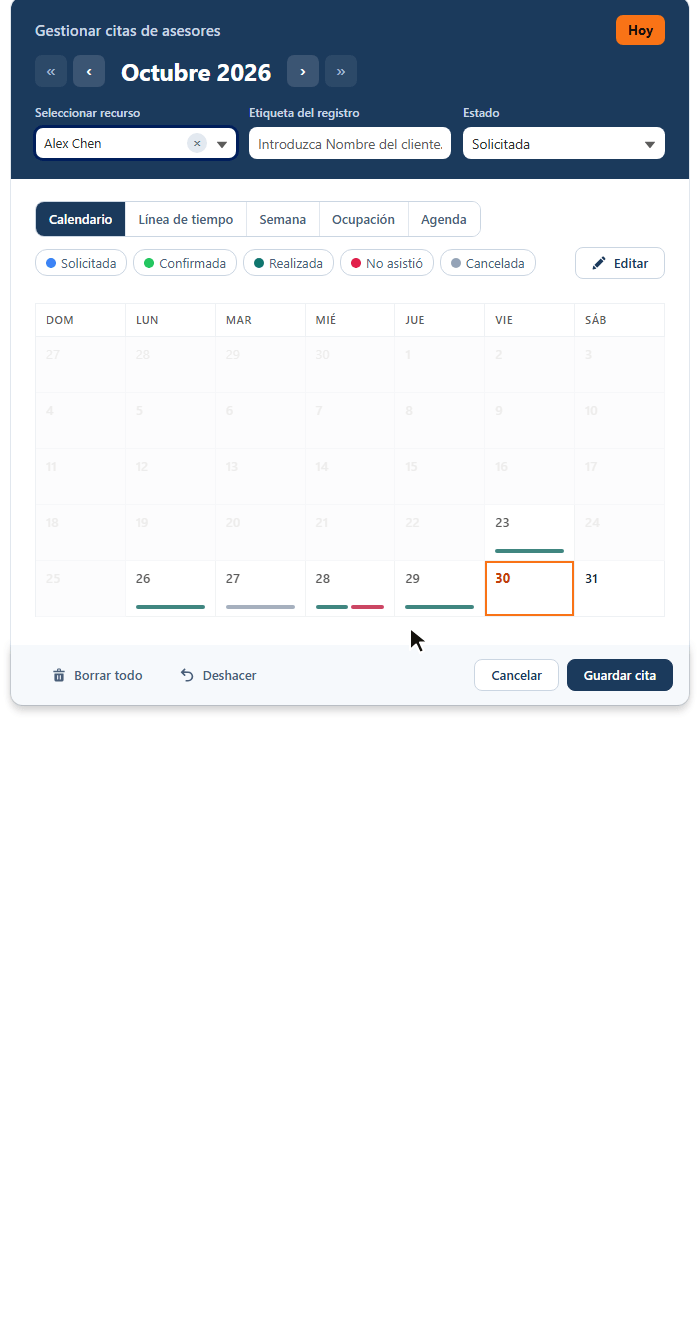 Gestionar citas de asesores
Hoy
« ‹ Octubre 2026 › »
Seleccionar recurso Etiqueta del registro Estado
Alex Chen × Introduzca Nombre del cliente. Solicitada
Calendario Línea de tiempo Semana Ocupación Agenda
Solicitada Confirmada Realizada No asistió Cancelada Editar
DOM LUN MAR MIÉ JUE VIE SÁB
27 28 29 30 1 2 3
4 5 6 7 8 9 10
11 12 13 14 15 16 17
18 19 20 21 22 23 24
25 26 27 28 29 30 31
Borrar todo Deshacer Cancelar Guardar cita